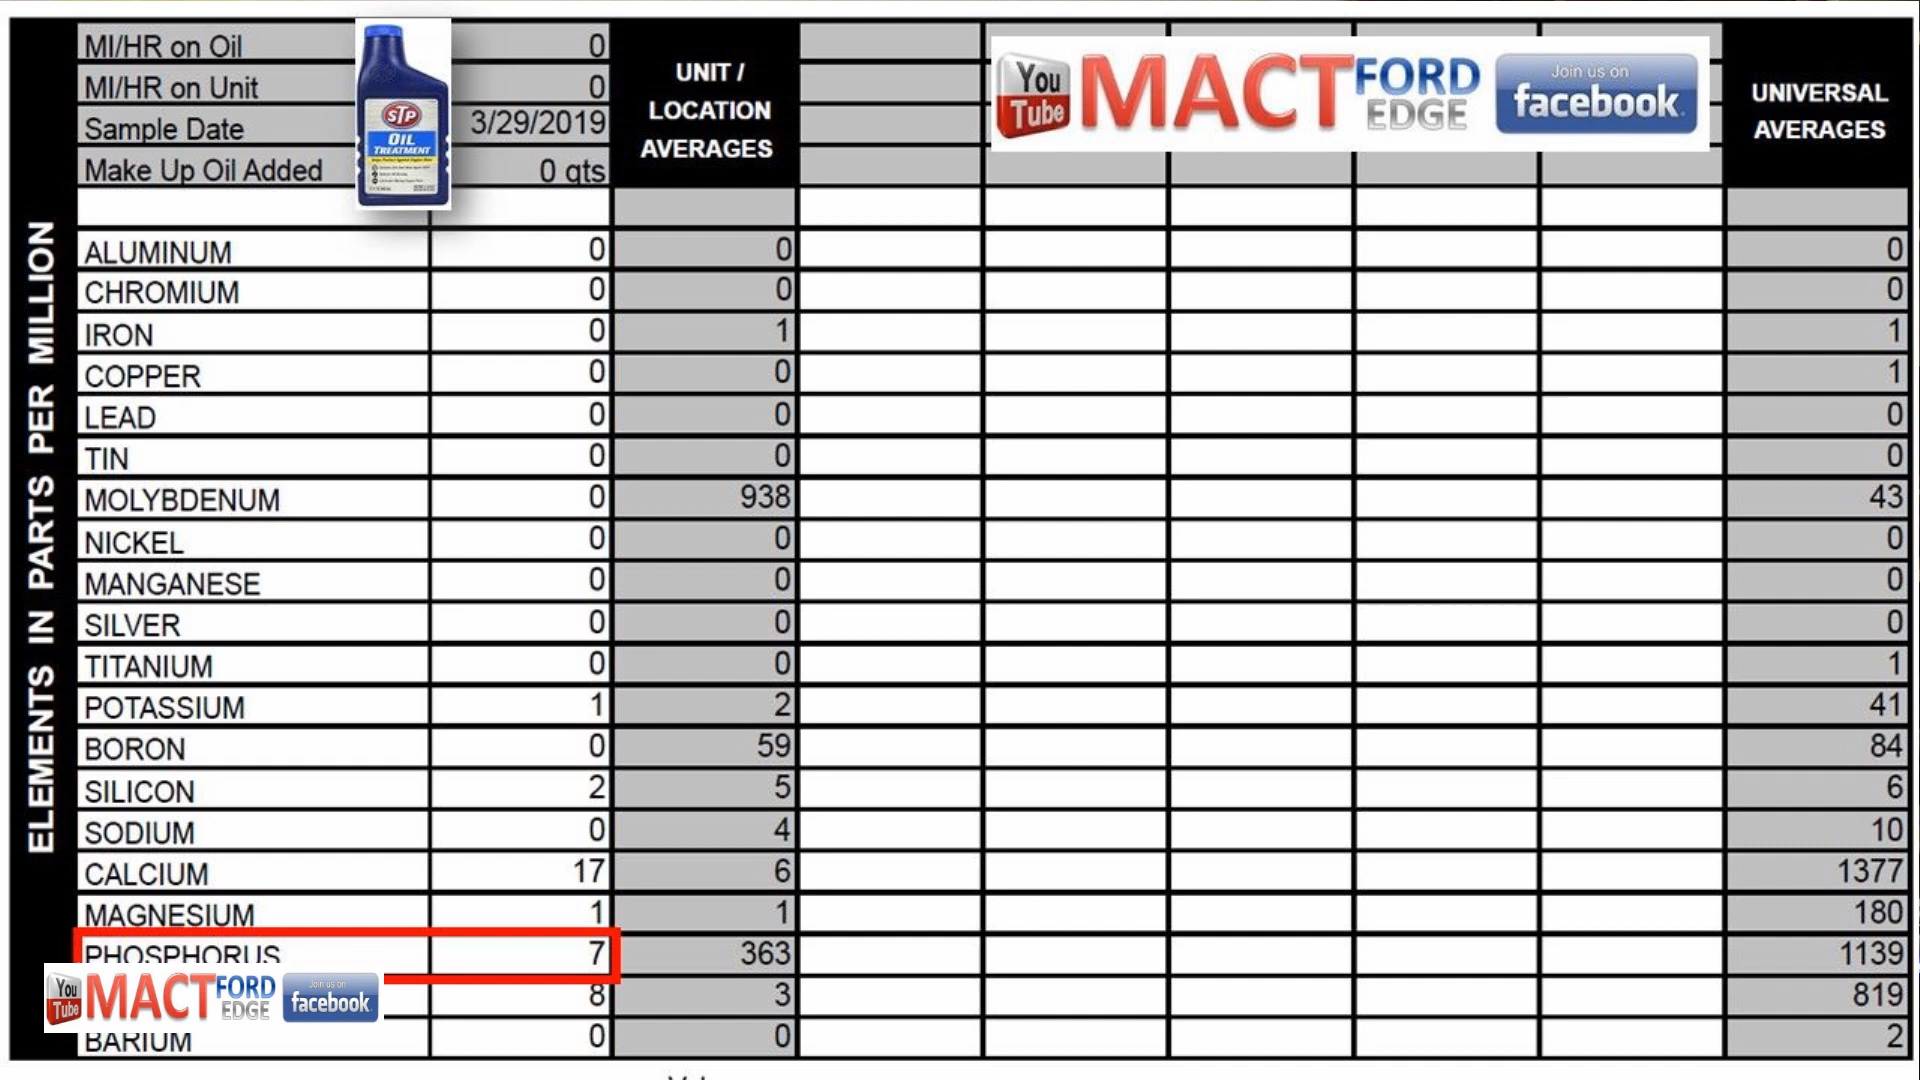 MI/HR on Oil 0
MI/HR on Unit 0
Sample Date 3/29/2019
Make Up Oil Added 0 qts
STP
OIL
TREATMENT
UNIT /
LOCATION
AVERAGES
You
Tube
MACT
FORD
EDGE
Join us on
facebook
UNIVERSAL
AVERAGES
ELEMENTS IN PARTS PER MILLION
ALUMINUM 0 0 0
CHROMIUM 0 0 0
IRON 0 1 1
COPPER 0 0 1
LEAD 0 0 0
TIN 0 0 0
MOLYBDENUM 0 938 43
NICKEL 0 0 0
MANGANESE 0 0 0
SILVER 0 0 0
TITANIUM 0 0 1
POTASSIUM 1 2 41
BORON 0 59 84
SILICON 2 5 6
SODIUM 0 4 10
CALCIUM 17 6 1377
MAGNESIUM 1 1 180
PHOSPHORUS 7 363 1139
8 3 819
BARIUM 0 0 2
You
Tube
MACT
FORD
EDGE
Join us on
facebook